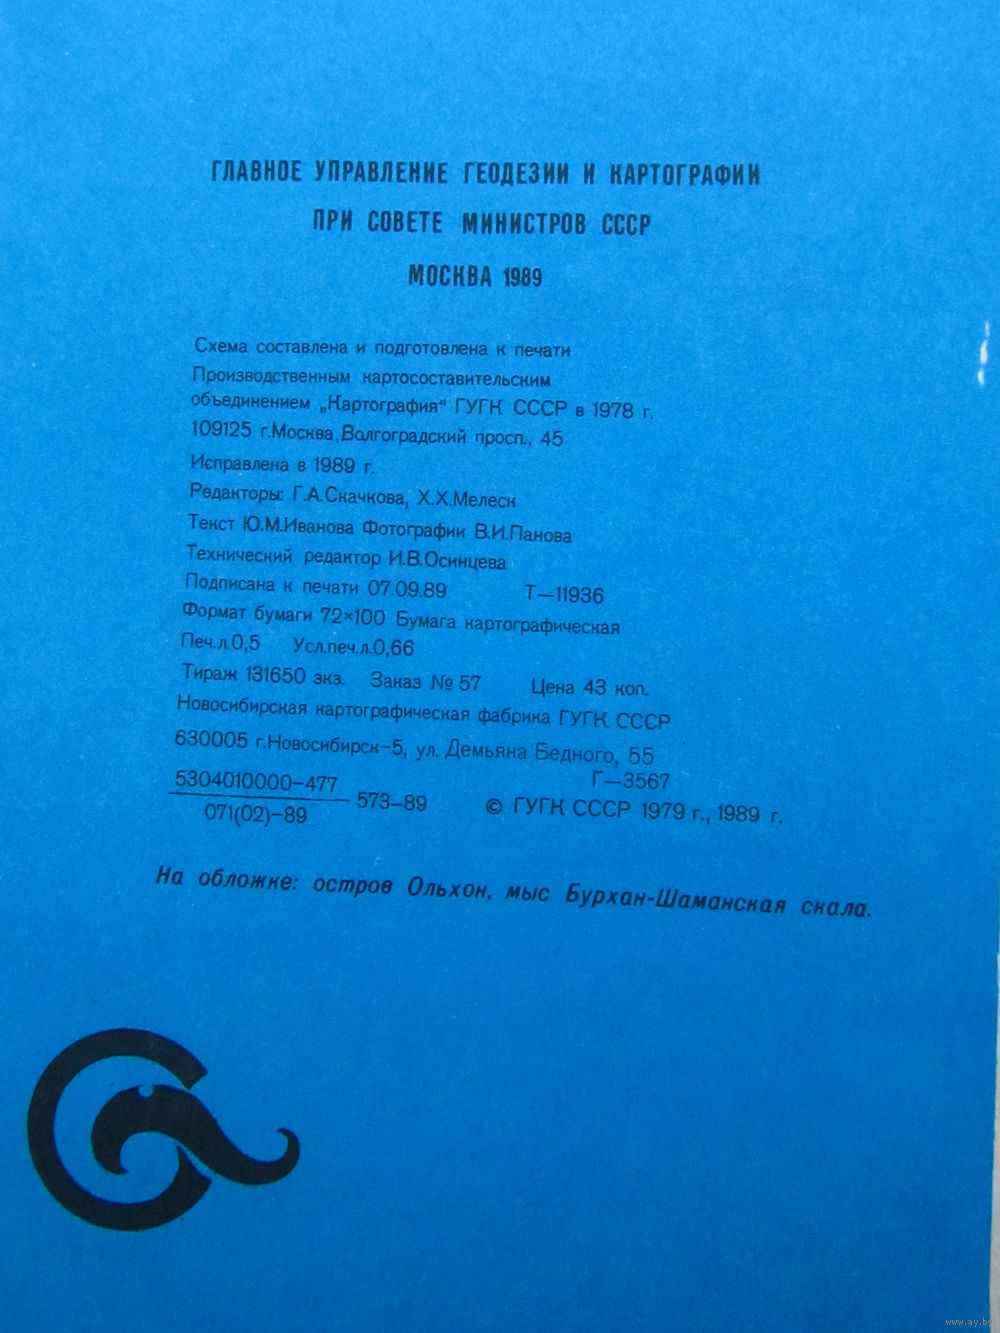 ГЛАВНОЕ УПРАВЛЕНИЕ ГЕОДЕЗИИ И КАРТОГРАФИИ
ПРИ СОВЕТЕ МИНИСТРОВ СССР
МОСКВА 1989
Схема составлена и подготовлена к печати
Производственным картосоставительским
объединением „Картография“ ГУГК СССР в 1978 г.
109125 г.Москва, Волгоградский просп., 45
Исправлена в 1989 г.
Редакторы: Г.А.Скачкова, Х.Х.Мелеск
Текст Ю.М.Иванова Фотографии В.И.Панова
Технический редактор И.В.Осинцева
Подписана к печати 07.09.89 Т—11936
Формат бумаги 72×100 Бумага картографическая
Печ.л.0,5 Усл.печ.л.0,66
Тираж 131650 экз. Заказ № 57 Цена 43 коп.
Новосибирская картографическая фабрика ГУГК СССР
630005 г.Новосибирск-5, ул. Демьяна Бедного, 55
Г—3567
5304010000-477
071(02)-89
573-89 © ГУГК СССР 1979 г., 1989 г.
На обложке: остров Ольхон, мыс Бурхан-Шаманская скала.
www.ay.by